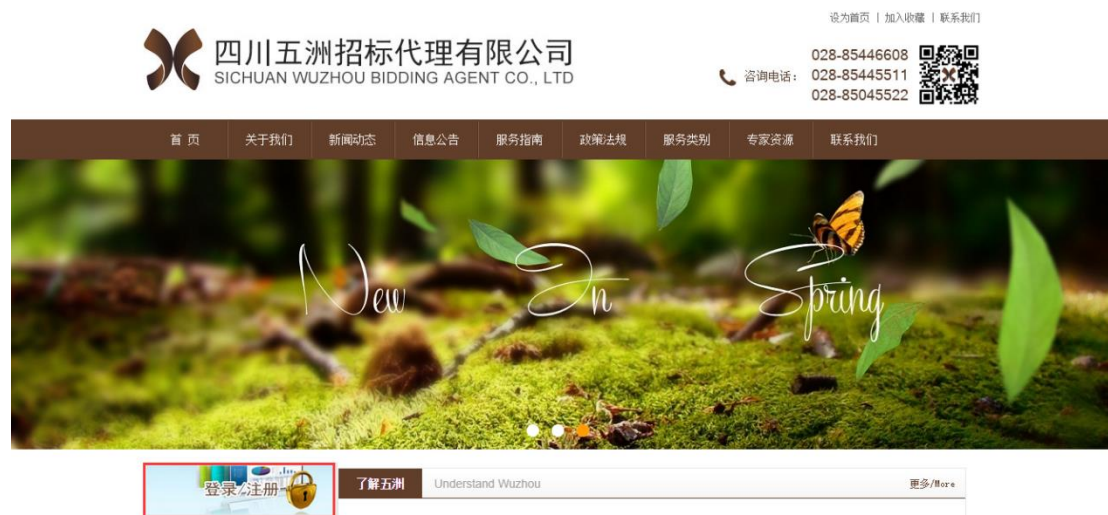 设为首页 | 加入收藏 | 联系我们
四川五洲招标代理有限公司
SICHUAN WUZHOU BIDDING AGENT CO., LTD
咨询电话：
028-85446608
028-85445511
028-85045522
首 页 关于我们 新闻动态 信息公告 服务指南 政策法规 服务类别 专家资源 联系我们
New In Spring
登录/注册
了解五洲 Understand Wuzhou 更多/More